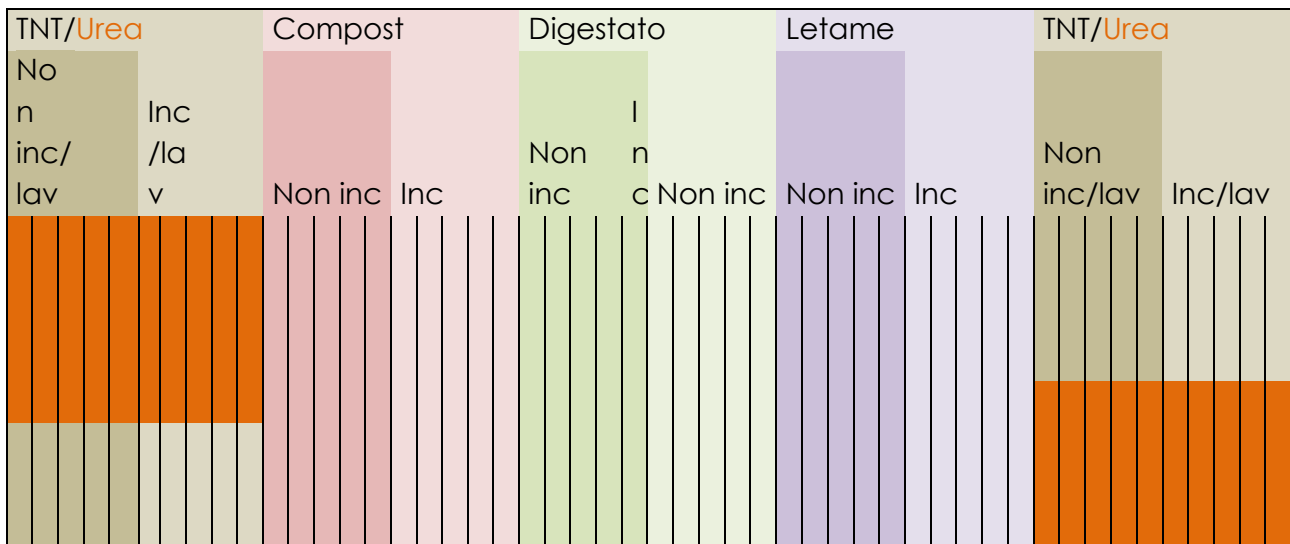 TNT/Urea
Compost
Digestato
Letame
TNT/Urea
No
n
inc/
lav
Inc
/la
v
Non inc
Inc
Non
inc
I
n
c
Non inc
Non inc
Inc
Non
inc/lav
Inc/lav